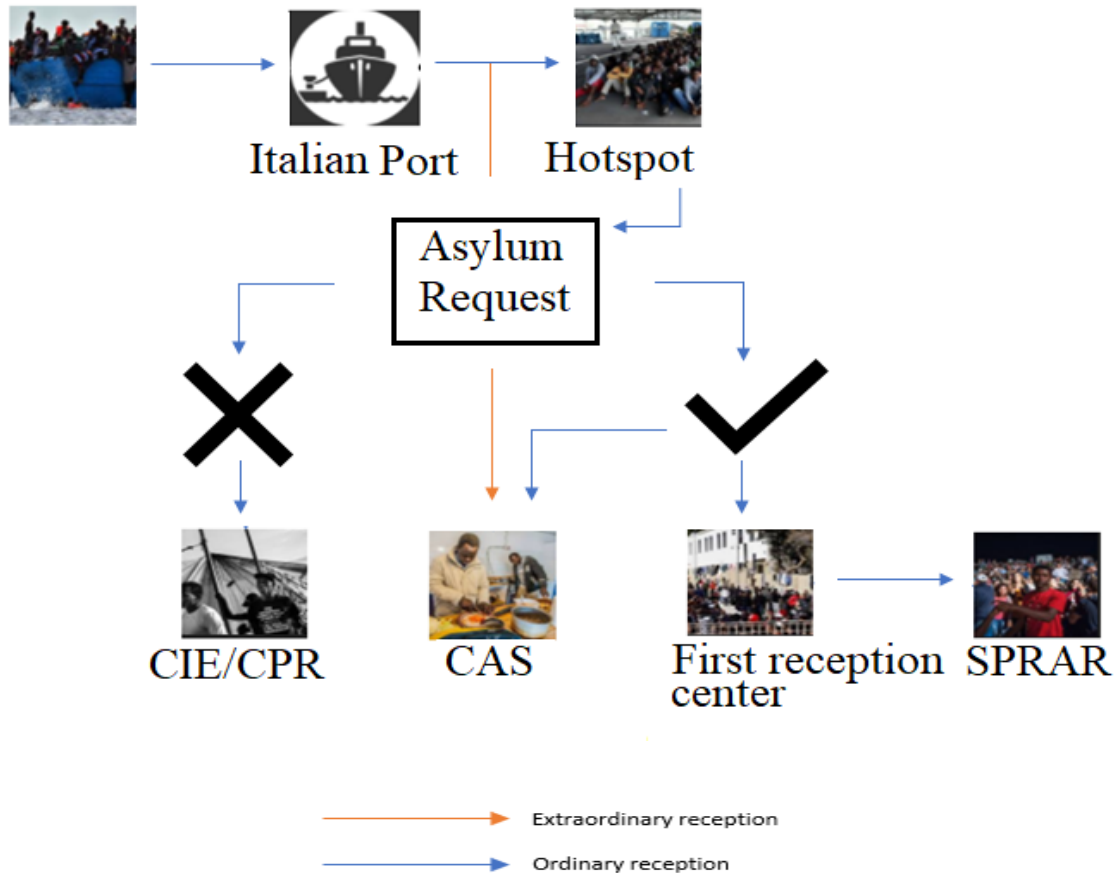 Italian Port
Hotspot
Asylum
Request
CIE/CPR
CAS
First reception
center
SPRAR
Extraordinary reception
Ordinary reception